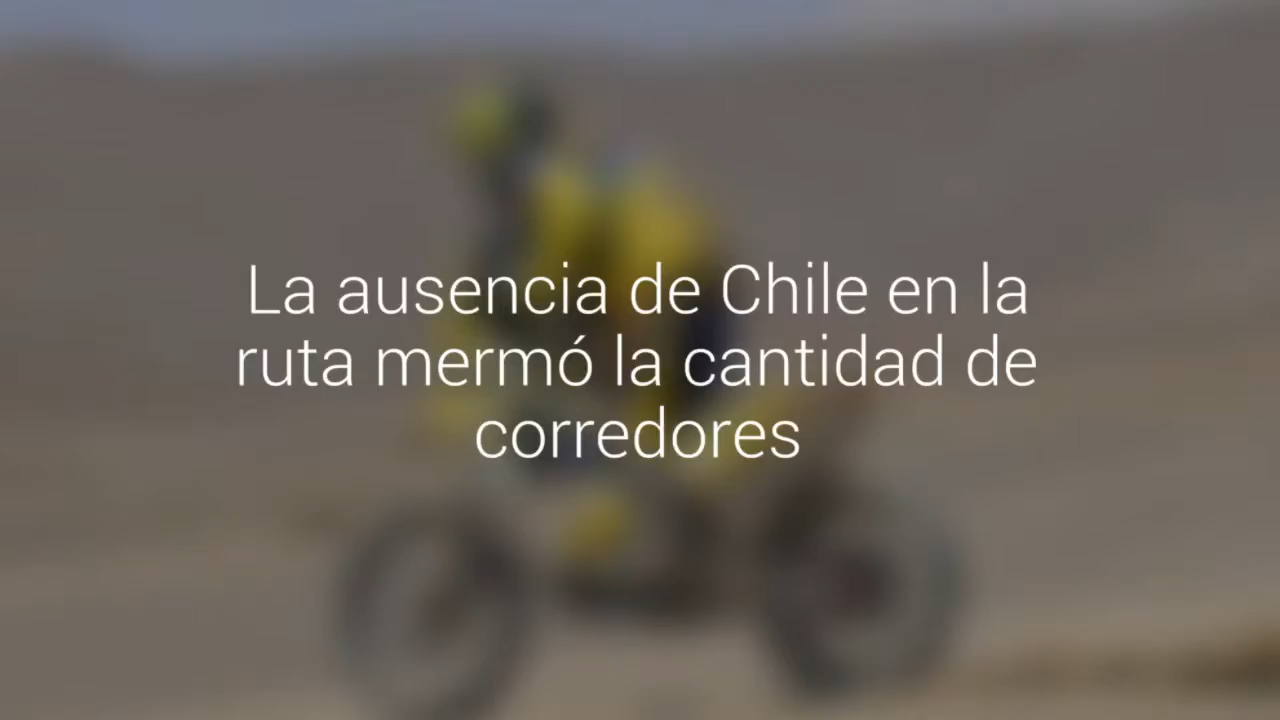 La ausencia de Chile en la
ruta mermó la cantidad de
corredores